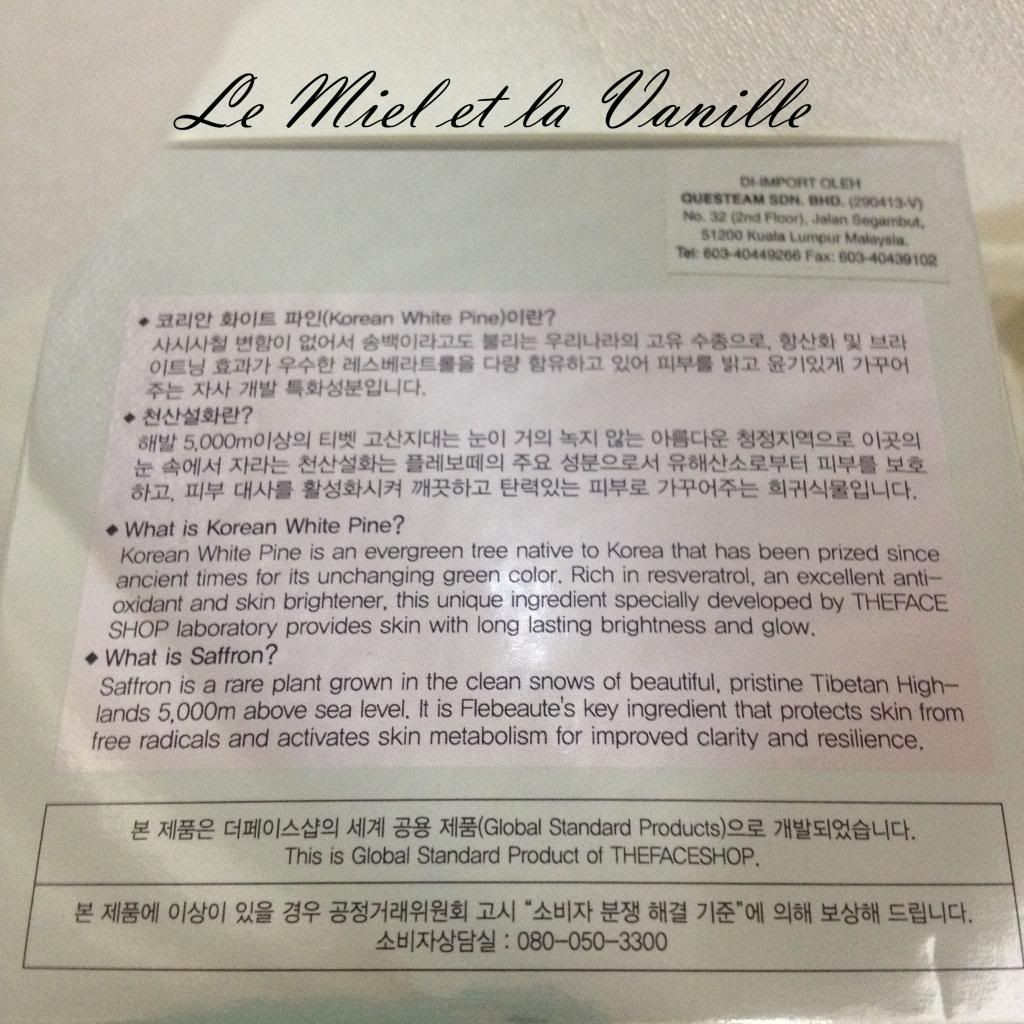 Le Miel et la Vanille
DI-IMPORT OLEH
QUESTEAM SDN. BHD. (290413-V)
No. 32 (2nd Floor), Jalan Segambut,
51200 Kuala Lumpur Malaysia.
Tel: 603-40449266 Fax: 603-40439102
◆ 코리안 화이트 파인(Korean White Pine)이란?
사시사철 변함이 없어서 송백이라고도 불리는 우리나라의 고유 수종으로, 항산화 및 브라
이트닝 효과가 우수한 레스베라트롤을 다량 함유하고 있어 피부를 밝고 윤기있게 가꾸어
주는 자사 개발 특화성분입니다.
◆ 천산설화란?
해발 5,000m이상의 티벳 고산지대는 눈이 거의 녹지 않는 아름다운 청정지역으로 이곳의
눈 속에서 자라는 천산설화는 플레보떼의 주요 성분으로서 유해산소로부터 피부를 보호
하고, 피부 대사를 활성화시켜 깨끗하고 탄력있는 피부로 가꾸어주는 희귀식물입니다.
◆ What is Korean White Pine?
Korean White Pine is an evergreen tree native to Korea that has been prized since
ancient times for its unchanging green color. Rich in resveratrol, an excellent anti-
oxidant and skin brightener, this unique ingredient specially developed by THEFACE
SHOP laboratory provides skin with long lasting brightness and glow.
◆ What is Saffron?
Saffron is a rare plant grown in the clean snows of beautiful, pristine Tibetan High-
lands 5,000m above sea level. It is Flebeaute's key ingredient that protects skin from
free radicals and activates skin metabolism for improved clarity and resilience.
본 제품은 더페이스샵의 세계 공용 제품(Global Standard Products)으로 개발되었습니다.
This is Global Standard Product of THEFACESHOP.
본 제품에 이상이 있을 경우 공정거래위원회 고시 “소비자 분쟁 해결 기준”에 의해 보상해 드립니다.
소비자상담실 : 080-050-3300